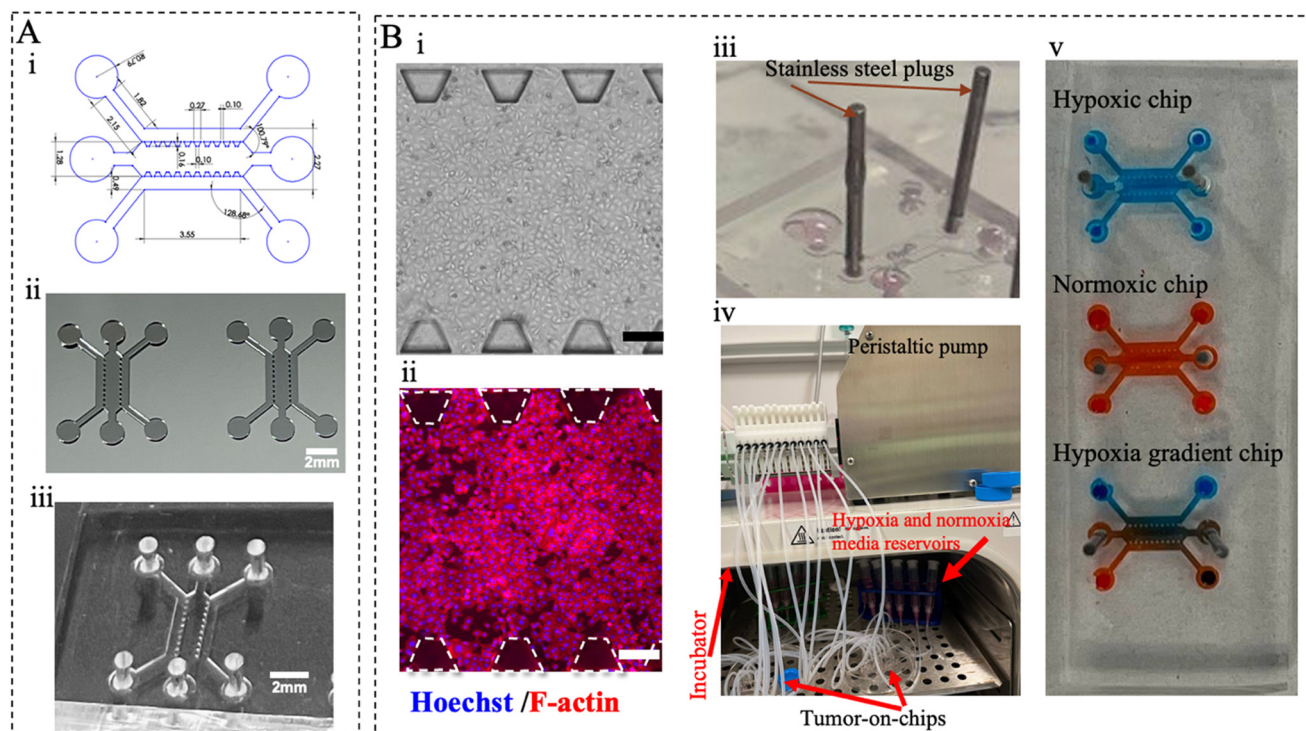 A
i
80.79
1.82
2.15
0.27
0.10
100.79°
1.28
0.16
0.10
2.27
0.49
128.68°
3.55
ii
2mm
iii
2mm
B
i
ii
Hoechst /F-actin
iii
Stainless steel plugs
iv
Peristaltic pump
Hypoxia and normoxia
media reservoirs
Incubator
Tumor-on-chips
v
Hypoxic chip
Normoxic chip
Hypoxia gradient chip